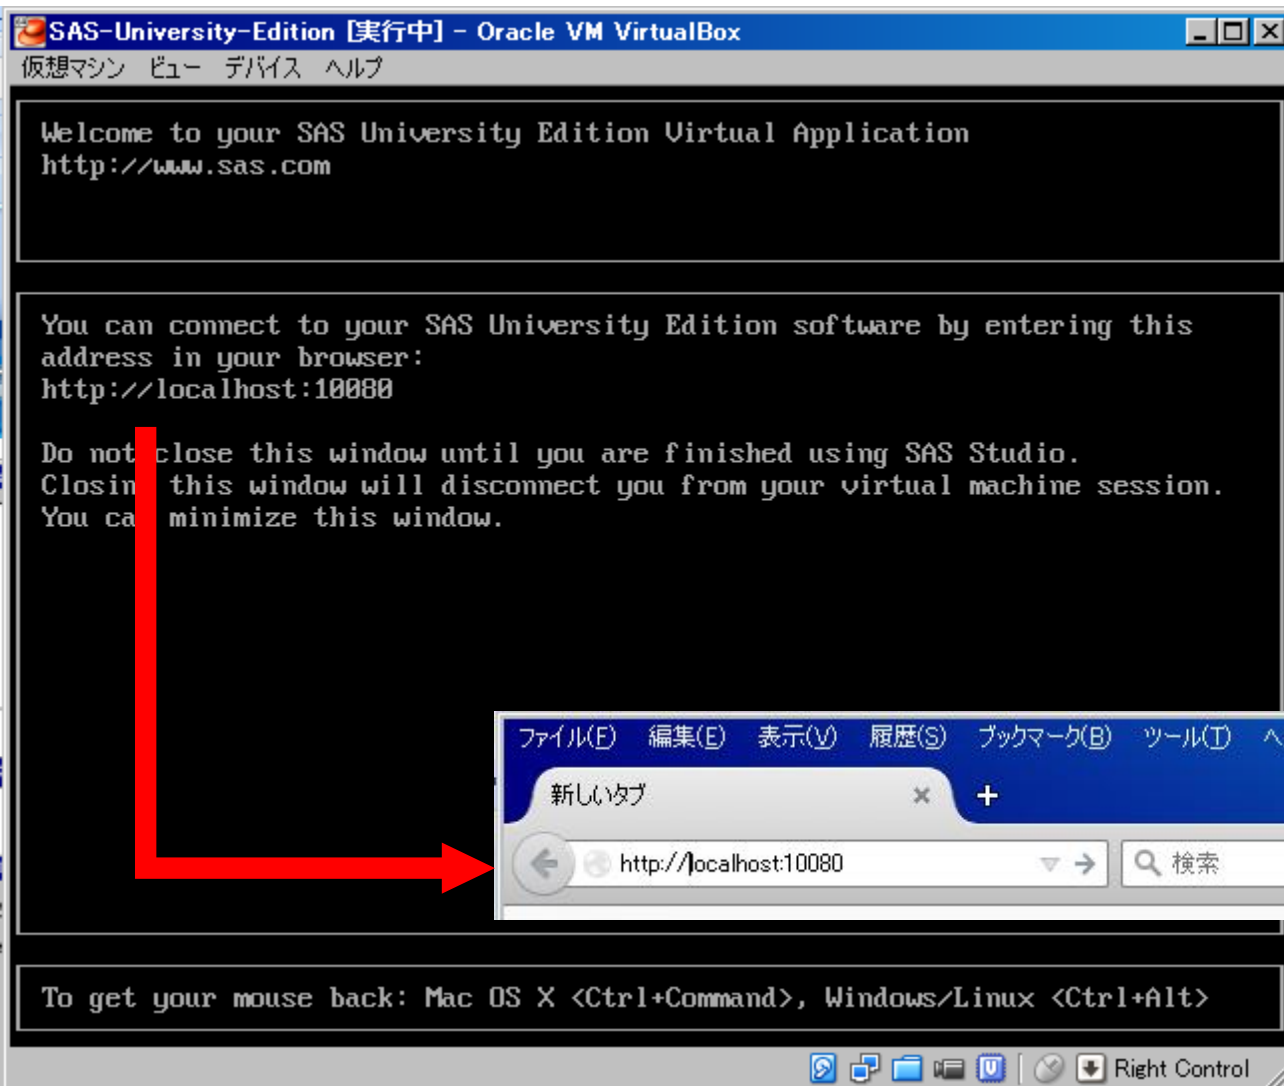 SAS-University-Edition [実行中] - Oracle VM VirtualBox
仮想マシン ビュー デバイス ヘルプ
Welcome to your SAS University Edition Virtual Application
http://www.sas.com
You can connect to your SAS University Edition software by entering this
address in your browser:
http://localhost:10080
Do not close this window until you are finished using SAS Studio.
Closin this window will disconnect you from your virtual machine session.
You ca minimize this window.
ファイル(F) 編集(E) 表示(V) 履歴(S) ブックマーク(B) ツール(T) ヘ
新しいタブ
http://localhost:10080
検索
To get your mouse back: Mac OS X <Ctrl+Command>, Windows/Linux <Ctrl+Alt>
Right Control